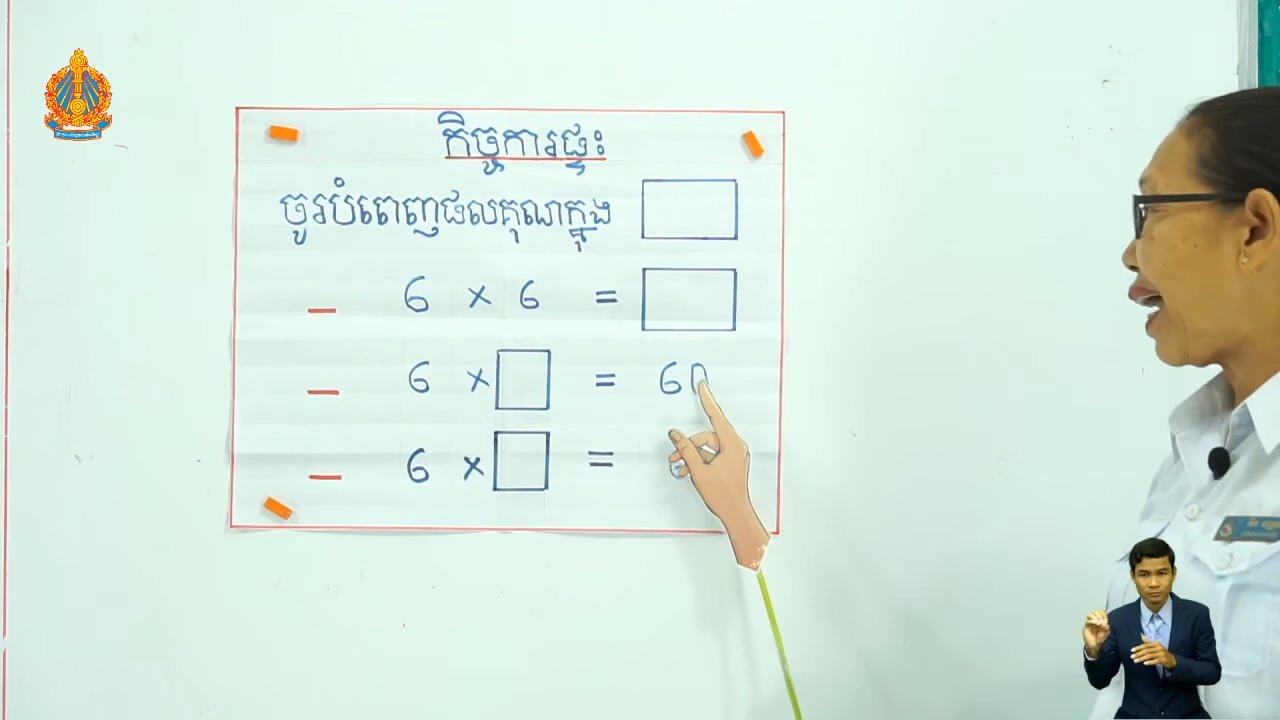 កិច្ចការផ្ទះ
ចូរបំពេញផលគុណក្នុង
– 6 × 6 =
– 6 × = 60
– 6 × =